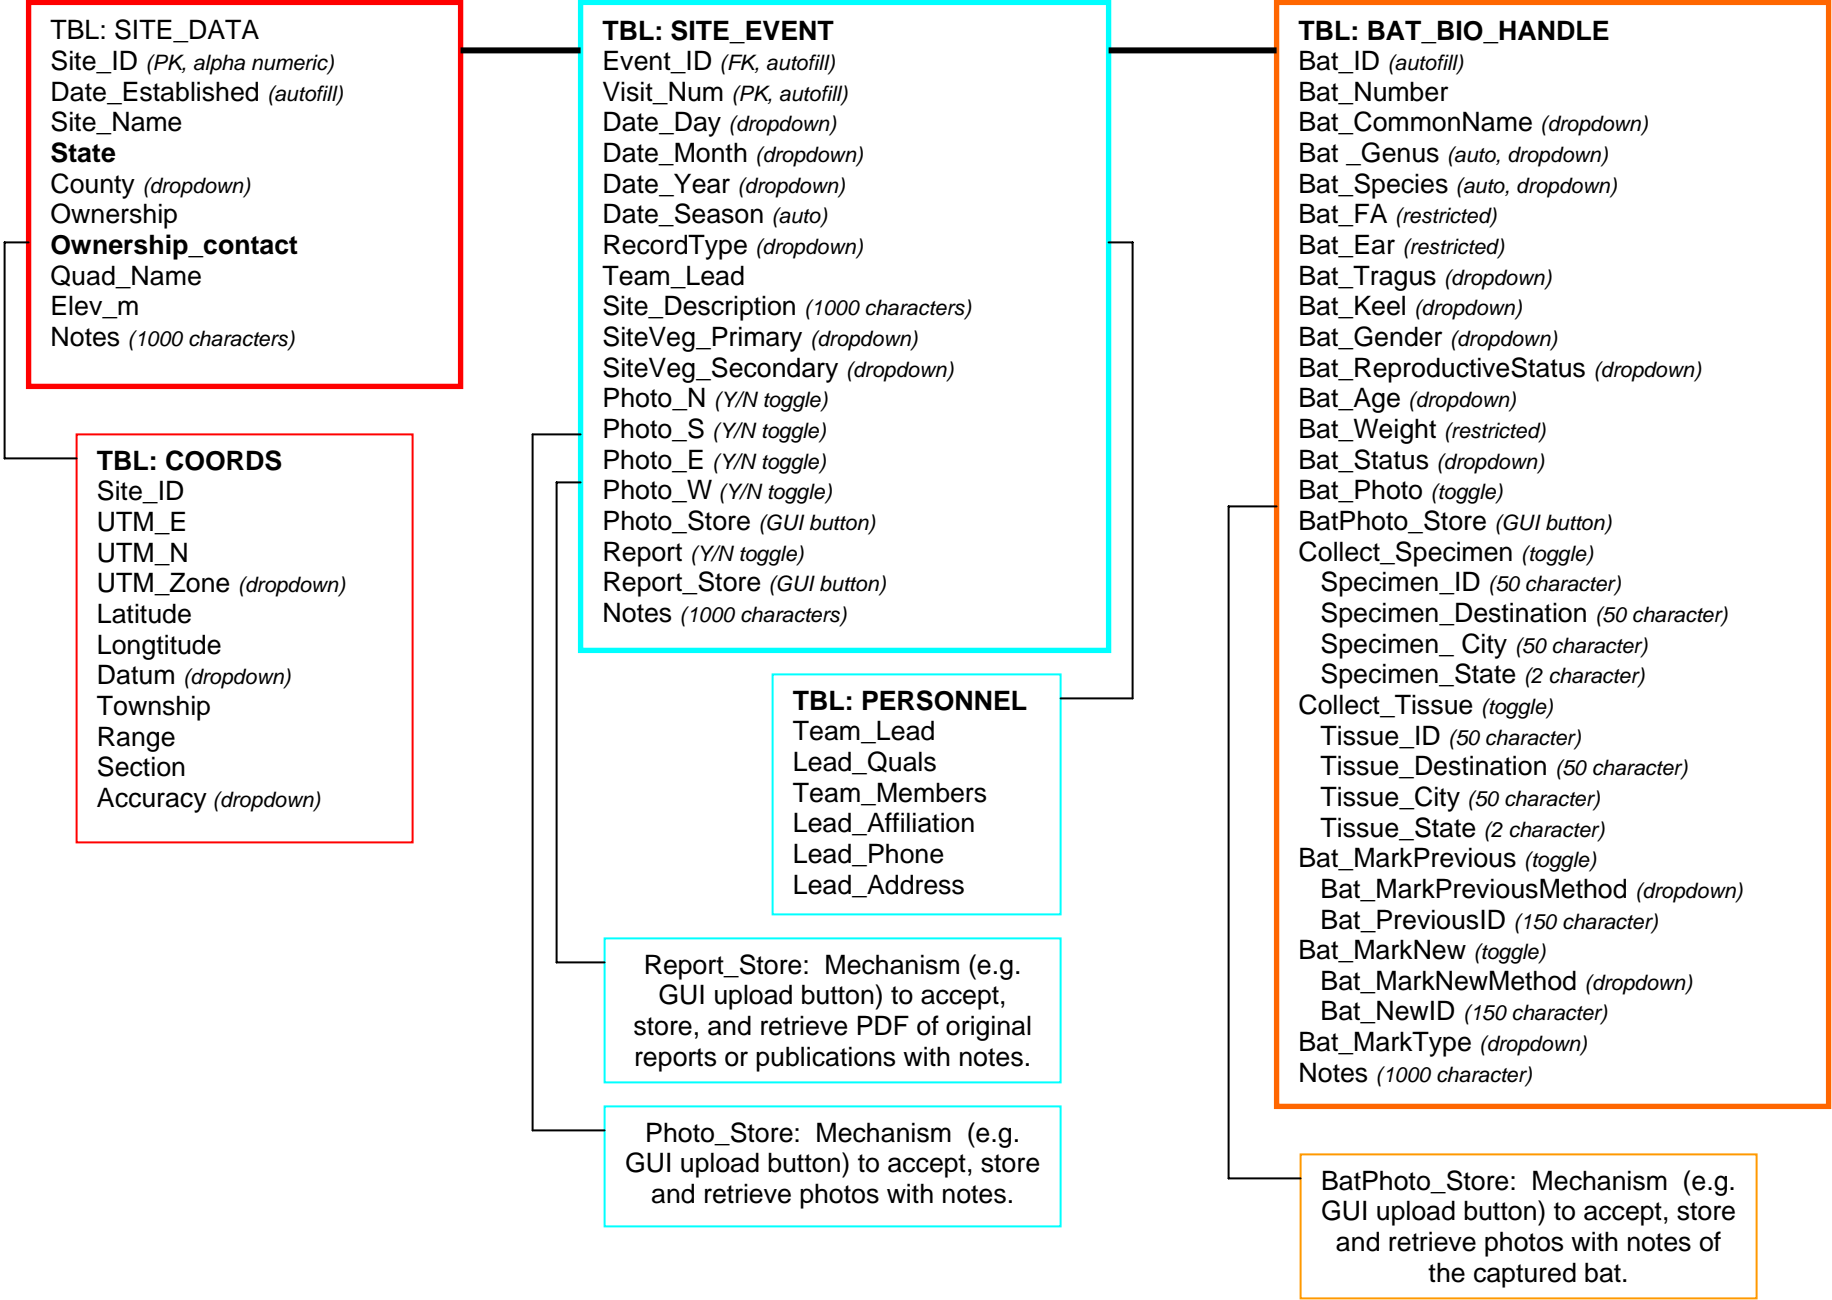 TBL: SITE_DATA
Site_ID (PK, alpha numeric)
Date_Established (autofill)
Site_Name
State
County (dropdown)
Ownership
Ownership_contact
Quad_Name
Elev_m
Notes (1000 characters)
TBL: COORDS
Site_ID
UTM_E
UTM_N
UTM_Zone (dropdown)
Latitude
Longtitude
Datum (dropdown)
Township
Range
Section
Accuracy (dropdown)
TBL: SITE_EVENT
Event_ID (FK, autofill)
Visit_Num (PK, autofill)
Date_Day (dropdown)
Date_Month (dropdown)
Date_Year (dropdown)
Date_Season (auto)
RecordType (dropdown)
Team_Lead
Site_Description (1000 characters)
SiteVeg_Primary (dropdown)
SiteVeg_Secondary (dropdown)
Photo_N (Y/N toggle)
Photo_S (Y/N toggle)
Photo_E (Y/N toggle)
Photo_W (Y/N toggle)
Photo_Store (GUI button)
Report (Y/N toggle)
Report_Store (GUI button)
Notes (1000 characters)
TBL: PERSONNEL
Team_Lead
Lead_Quals
Team_Members
Lead_Affiliation
Lead_Phone
Lead_Address
Report_Store: Mechanism (e.g.
GUI upload button) to accept,
store, and retrieve PDF of original
reports or publications with notes.
Photo_Store: Mechanism (e.g.
GUI upload button) to accept, store
and retrieve photos with notes.
TBL: BAT_BIO_HANDLE
Bat_ID (autofill)
Bat_Number
Bat_CommonName (dropdown)
Bat _Genus (auto, dropdown)
Bat_Species (auto, dropdown)
Bat_FA (restricted)
Bat_Ear (restricted)
Bat_Tragus (dropdown)
Bat_Keel (dropdown)
Bat_Gender (dropdown)
Bat_ReproductiveStatus (dropdown)
Bat_Age (dropdown)
Bat_Weight (restricted)
Bat_Status (dropdown)
Bat_Photo (toggle)
BatPhoto_Store (GUI button)
Collect_Specimen (toggle)
Specimen_ID (50 character)
Specimen_Destination (50 character)
Specimen_ City (50 character)
Specimen_State (2 character)
Collect_Tissue (toggle)
Tissue_ID (50 character)
Tissue_Destination (50 character)
Tissue_City (50 character)
Tissue_State (2 character)
Bat_MarkPrevious (toggle)
Bat_MarkPreviousMethod (dropdown)
Bat_PreviousID (150 character)
Bat_MarkNew (toggle)
Bat_MarkNewMethod (dropdown)
Bat_NewID (150 character)
Bat_MarkType (dropdown)
Notes (1000 character)
BatPhoto_Store: Mechanism (e.g.
GUI upload button) to accept, store
and retrieve photos with notes of
the captured bat.